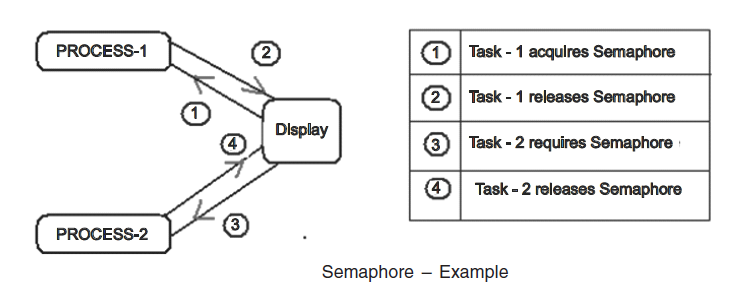 PROCESS-1
2
1
Display
4
3
PROCESS-2
1 Task - 1 acquires Semaphore
2 Task - 1 releases Semaphore
3 Task - 2 requires Semaphore
4 Task - 2 releases Semaphore
Semaphore – Example